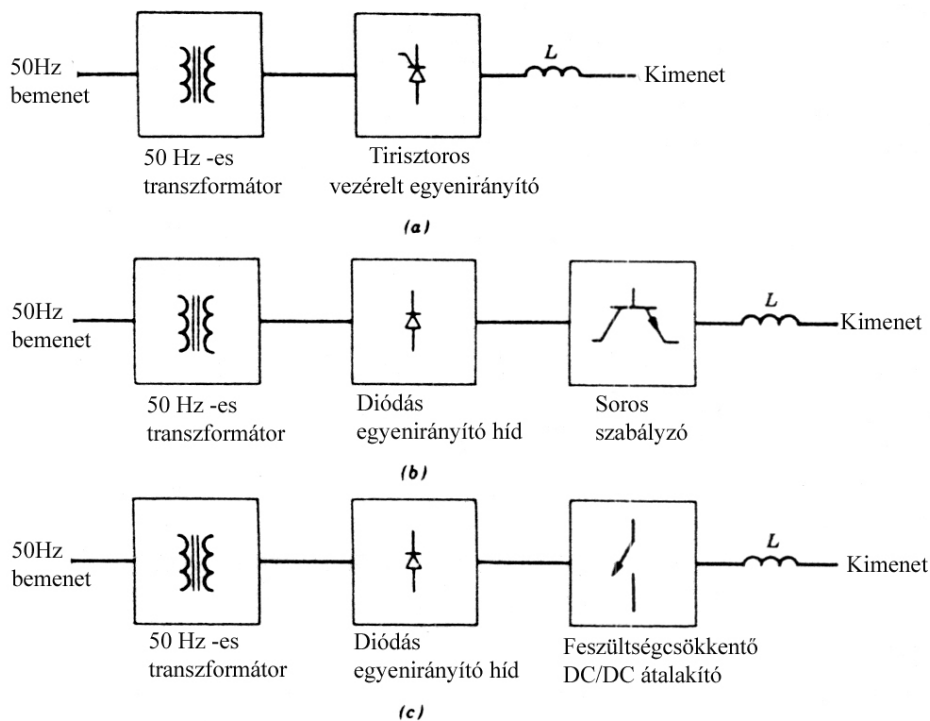 50Hz
bemenet
L
Kimenet
50 Hz -es
transzformátor
Tirisztoros
vezérelt egyenirányító
(a)
50Hz
bemenet
L
Kimenet
50 Hz -es
transzformátor
Diódás
egyenirányító híd
Soros
szabályzó
(b)
50Hz
bemenet
L
Kimenet
50 Hz -es
transzformátor
Diódás
egyenirányító híd
Feszültségcsökkentő
DC/DC átalakító
(c)